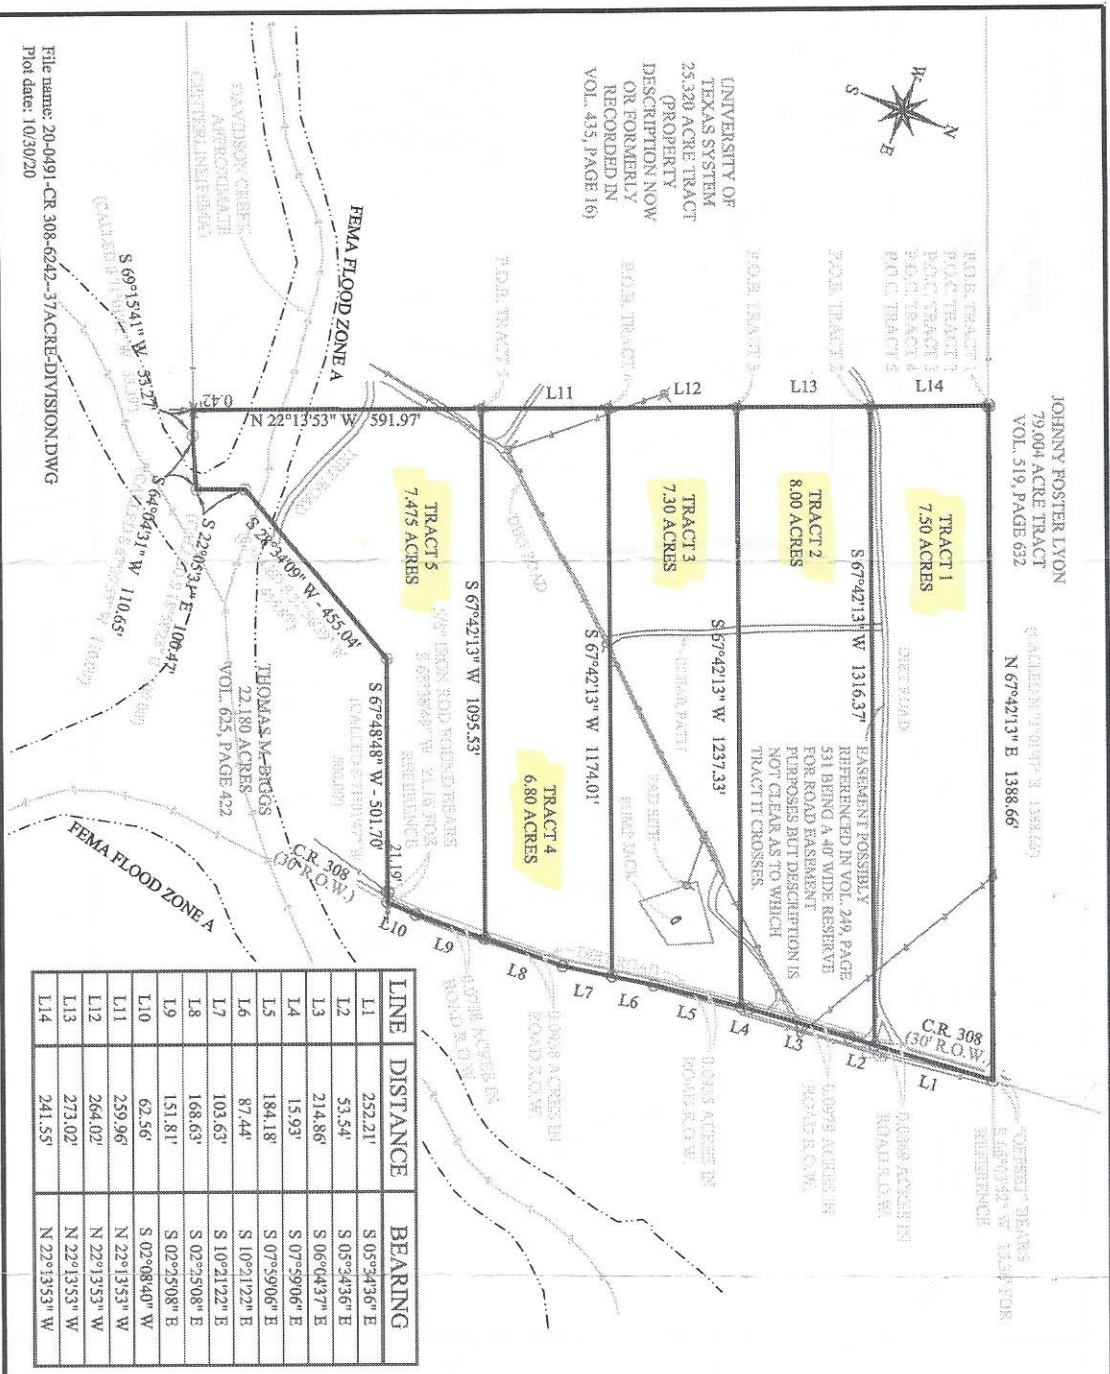 W
N
S
E
UNIVERSITY OF
TEXAS SYSTEM
25.320 ACRE TRACT
(PROPERTY
DESCRIPTION NOW
OR FORMERLY
RECORDED IN
VOL. 435, PAGE 16)
JOHNNY FOSTER LYON
79.004 ACRE TRACT
VOL. 519, PAGE 632
N 67°42'13" E 1388.66'
P.O.B. TRACT 1
P.O.C. TRACT 2
P.O.C. TRACT 3
P.O.C. TRACT 4
P.O.C. TRACT 5
P.O.B. TRACT 2
P.O.B. TRACT 3
P.O.B. TRACT
P.O.B. TRACT
L14
L13
L12
L11
TRACT 1
7.50 ACRES
DIRT ROAD
S 67°42'13" W 1316.37'
TRACT 2
8.00 ACRES
EASEMENT POSSIBLY
REFERENCED IN VOL. 249, PAGE
531 BEING A 40' WIDE RESERVE
FOR ROAD EASEMENT
PURPOSES BUT DESCRIPTION IS
NOT CLEAR AS TO WHICH
TRACT IT CROSSES.
S 67°42'13" W 1237.33'
TRACT 3
7.30 ACRES
PAD SITE
PUMP JACK
S 67°42'13" W 1174.01'
TRACT 4
6.80 ACRES
S 67°42'13" W 1095.53'
TRACT 5
7.475 ACRES
N 22°13'53" W 591.97'
0.42'
FEMA FLOOD ZONE A
DAVIDSON CREEK
APPROXIMATE
CENTERLINE (FEMA)
S 69°15'41" W 53.27'
S 64°04'31" W 110.65'
S 22°05'31" E 100.47'
S 28°34'09" W - 455.04'
S 67°48'48" W - 501.70'
21.19'
THOMAS M. BIGGS
22.180 ACRES
VOL. 625, PAGE 422
FEMA FLOOD ZONE A
C.R. 308
(30' R.O.W.)
C.R. 308
(30' R.O.W.)
L1
L2
L3
L4
L5
L6
L7
L8
L9
L10
LINE DISTANCE BEARING
L1 252.21' S 05°34'36" E
L2 53.54' S 05°34'36" E
L3 214.86' S 06°04'37" E
L4 15.93' S 07°59'06" E
L5 184.18' S 07°59'06" E
L6 87.44' S 10°21'22" E
L7 103.63' S 10°21'22" E
L8 168.63' S 02°25'08" E
L9 151.81' S 02°25'08" E
L10 62.56' S 02°08'40" W
L11 259.96' N 22°13'53" W
L12 264.02' N 22°13'53" W
L13 273.02' N 22°13'53" W
L14 241.55' N 22°13'53" W
File name: 20-0491-CR 308-6242--37ACRE-DIVISION.DWG
Plot date: 10/30/20